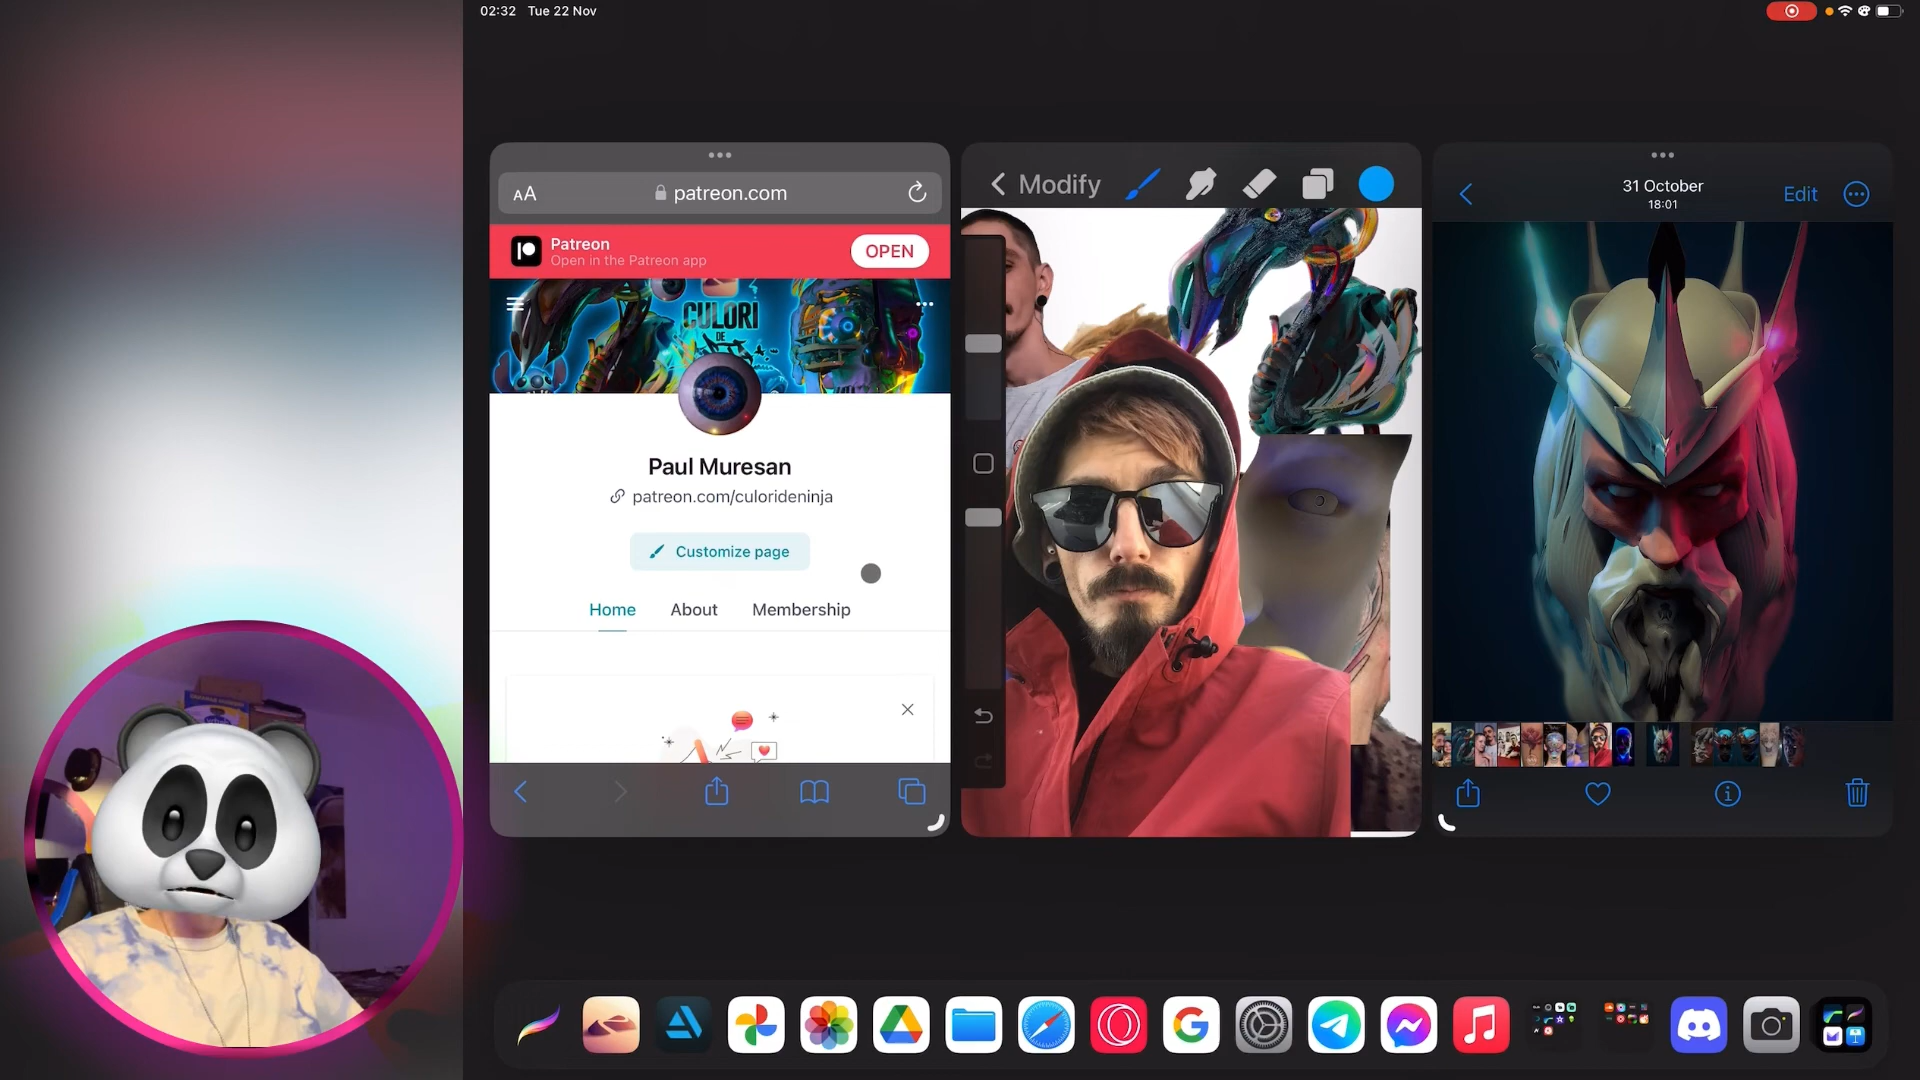 02:32 Tue 22 Nov
AA
patreon.com
Patreon
Open in the Patreon app
OPEN
CULORI
DE
Paul Muresan
patreon.com/culorideninja
Customize page
Home About Membership
Modify
31 October
18:01
Edit